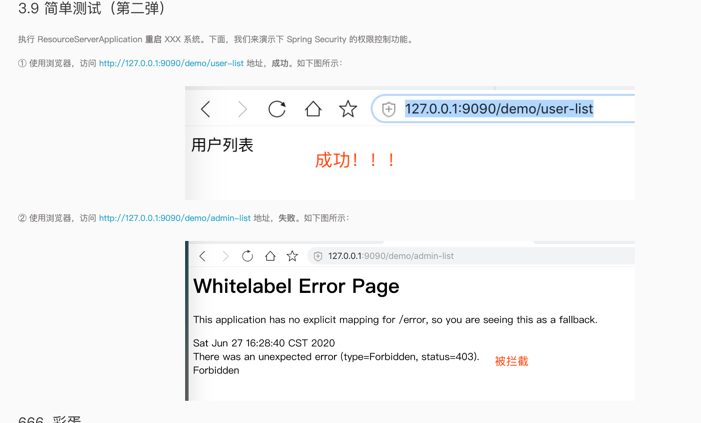 3.9 简单测试（第二弹）
执行 ResourceServerApplication 重启 XXX 系统。下面，我们来演示下 Spring Security 的权限控制功能。
① 使用浏览器，访问 http://127.0.0.1:9090/demo/user-list 地址，成功。如下图所示：
127.0.0.1:9090/demo/user-list
用户列表
成功！！！
② 使用浏览器，访问 http://127.0.0.1:9090/demo/admin-list 地址，失败。如下图所示：
127.0.0.1:9090/demo/admin-list
Whitelabel Error Page
This application has no explicit mapping for /error, so you are seeing this as a fallback.
Sat Jun 27 16:28:40 CST 2020
There was an unexpected error (type=Forbidden, status=403).
被拦截
Forbidden
666. 彩蛋